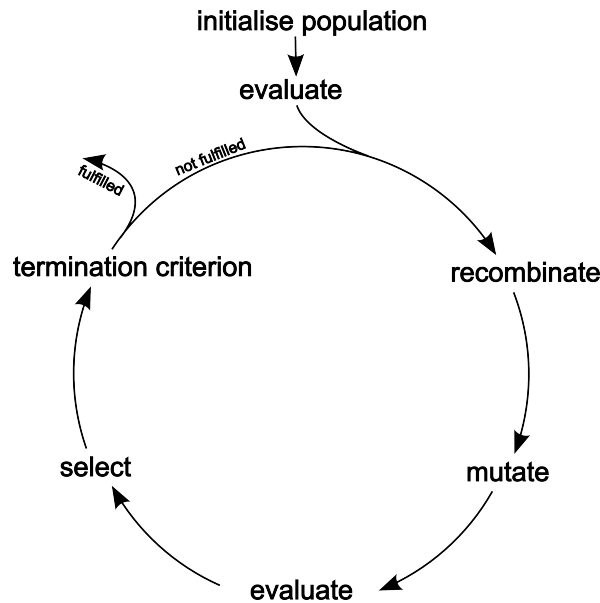 initialise population
evaluate
not fulfilled
fulfilled
termination criterion
recombinate
select
mutate
evaluate